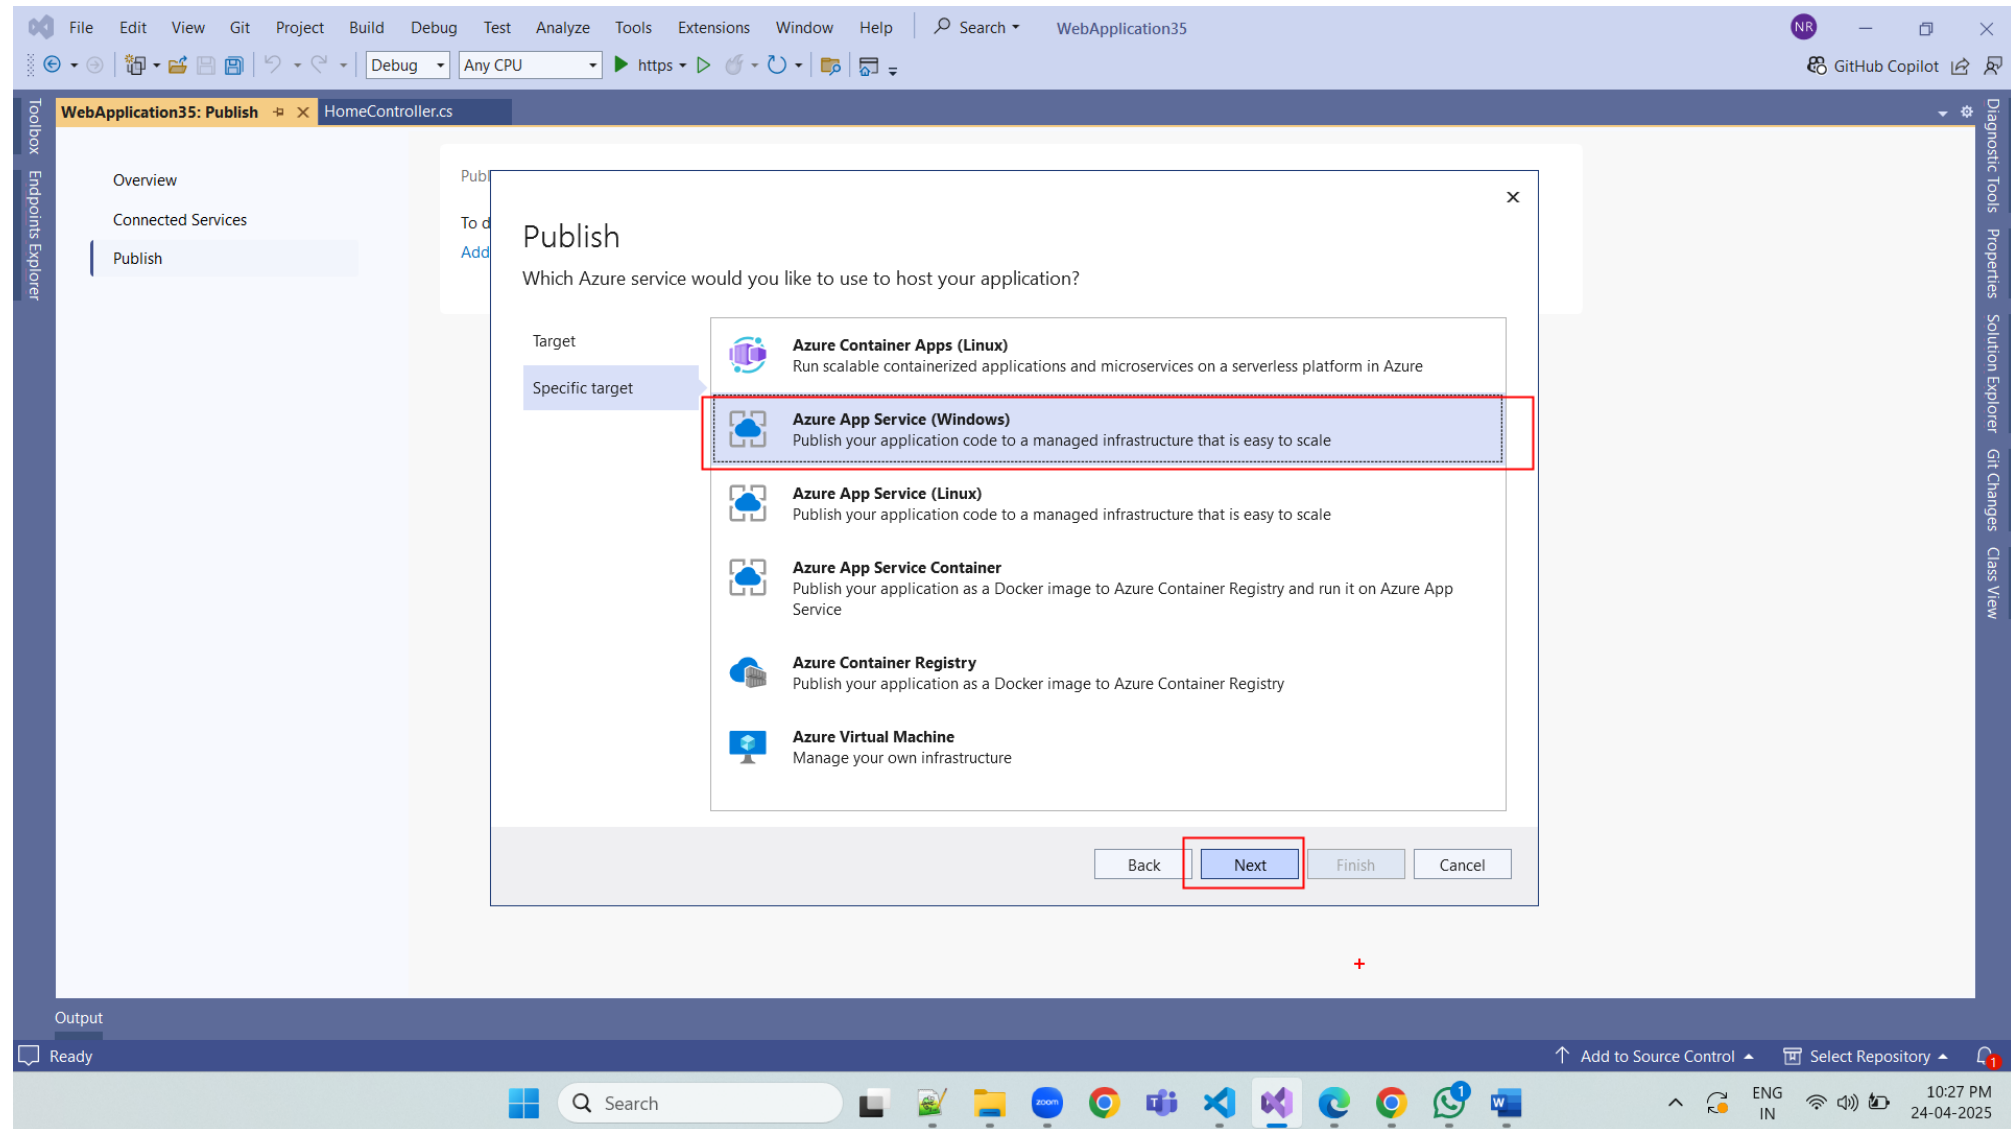 File Edit View Git Project Build Debug Test Analyze Tools Extensions Window Help Search WebApplication35 NR
Debug Any CPU https GitHub Copilot
WebApplication35: Publish HomeController.cs
Toolbox
Endpoints Explorer
Overview
Connected Services
Publish
Publ
To d
Add
Publish
Which Azure service would you like to use to host your application?
Target
Specific target
Azure Container Apps (Linux)
Run scalable containerized applications and microservices on a serverless platform in Azure
Azure App Service (Windows)
Publish your application code to a managed infrastructure that is easy to scale
Azure App Service (Linux)
Publish your application code to a managed infrastructure that is easy to scale
Azure App Service Container
Publish your application as a Docker image to Azure Container Registry and run it on Azure App
Service
Azure Container Registry
Publish your application as a Docker image to Azure Container Registry
Azure Virtual Machine
Manage your own infrastructure
Back Next Finish Cancel
Diagnostic Tools
Properties
Solution Explorer
Git Changes
Class View
Output
Ready Add to Source Control Select Repository 1
Search zoom 1 ENG 10:27 PM
IN 24-04-2025